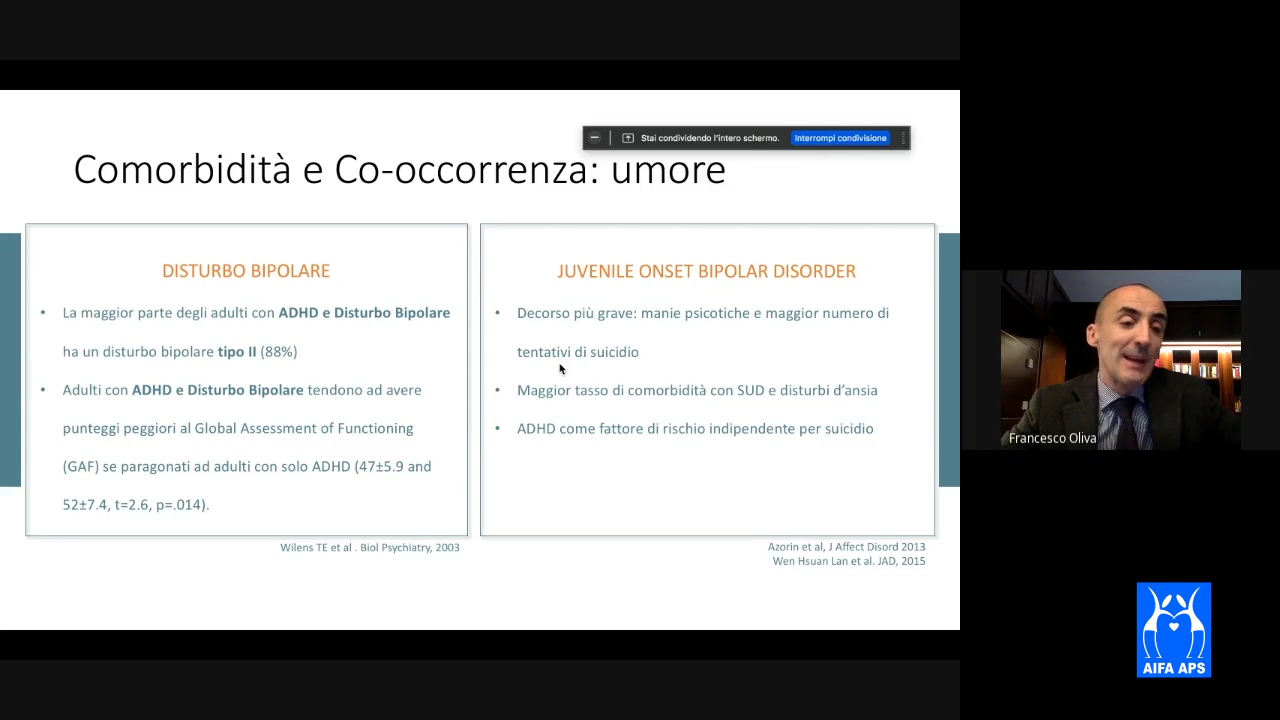 Stai condividendo l'intero schermo. Interrompi condivisione
Comorbidità e Co-occorrenza: umore
DISTURBO BIPOLARE
• La maggior parte degli adulti con ADHD e Disturbo Bipolare
ha un disturbo bipolare tipo II (88%)
• Adulti con ADHD e Disturbo Bipolare tendono ad avere
punteggi peggiori al Global Assessment of Functioning
(GAF) se paragonati ad adulti con solo ADHD (47±5.9 and
52±7.4, t=2.6, p=.014).
Wilens TE et al . Biol Psychiatry, 2003
JUVENILE ONSET BIPOLAR DISORDER
• Decorso più grave: manie psicotiche e maggior numero di
tentativi di suicidio
• Maggior tasso di comorbidità con SUD e disturbi d'ansia
• ADHD come fattore di rischio indipendente per suicidio
Azorin et al, J Affect Disord 2013
Wen Hsuan Lan et al. JAD, 2015
Francesco Oliva
AIFA APS